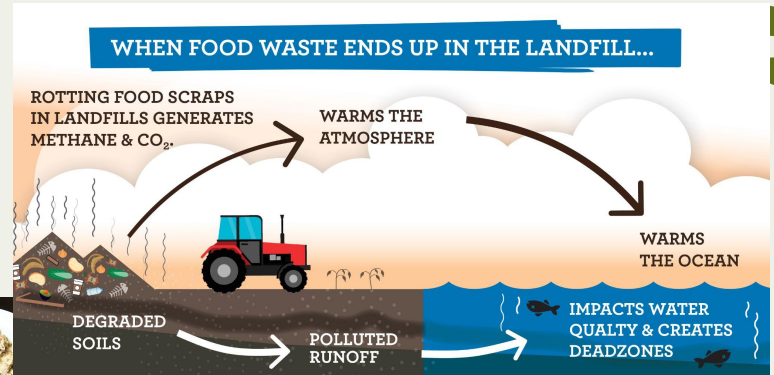 WHEN FOOD WASTE ENDS UP IN THE LANDFILL...
ROTTING FOOD SCRAPS
IN LANDFILLS GENERATES
METHANE & CO₂.
WARMS THE
ATMOSPHERE
WARMS
THE OCEAN
DEGRADED
SOILS
POLLUTED
RUNOFF
IMPACTS WATER
QUALTY & CREATES
DEADZONES